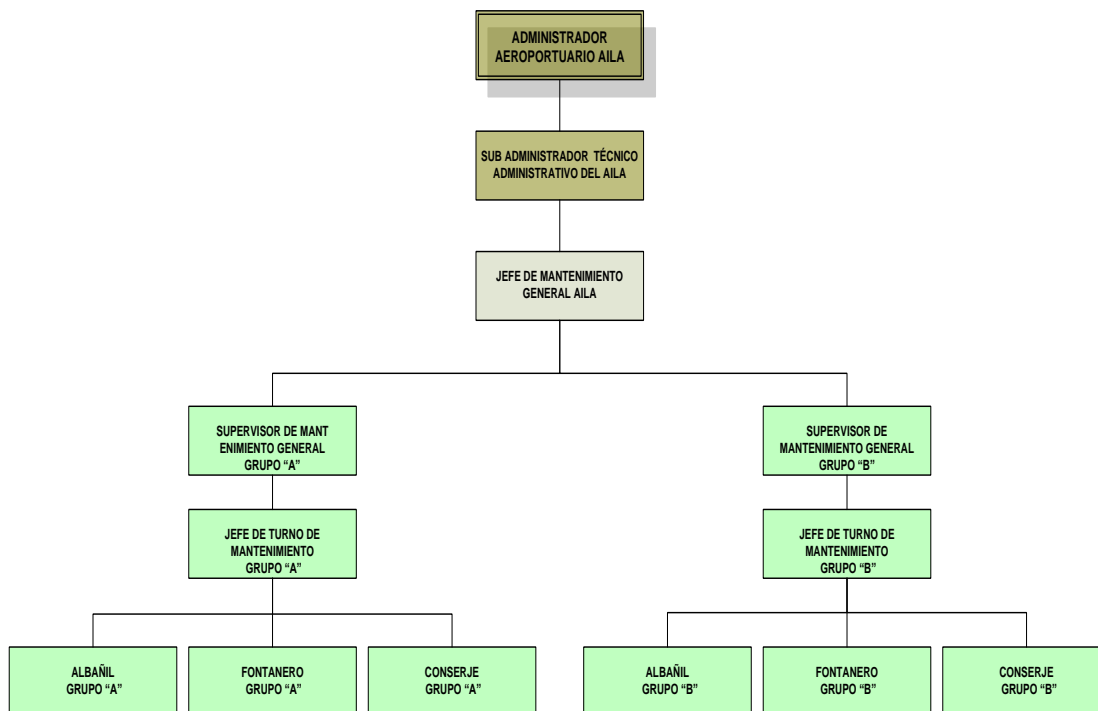 ADMINISTRADOR
AEROPORTUARIO AILA
SUB ADMINISTRADOR TÉCNICO
ADMINISTRATIVO DEL AILA
JEFE DE MANTENIMIENTO
GENERAL AILA
SUPERVISOR DE MANT
ENIMIENTO GENERAL
GRUPO “A”
SUPERVISOR DE
MANTENIMIENTO GENERAL
GRUPO “B”
JEFE DE TURNO DE
MANTENIMIENTO
GRUPO “A”
JEFE DE TURNO DE
MANTENIMIENTO
GRUPO “B”
ALBAÑIL
GRUPO “A”
FONTANERO
GRUPO “A”
CONSERJE
GRUPO “A”
ALBAÑIL
GRUPO “B”
FONTANERO
GRUPO “B”
CONSERJE
GRUPO “B”